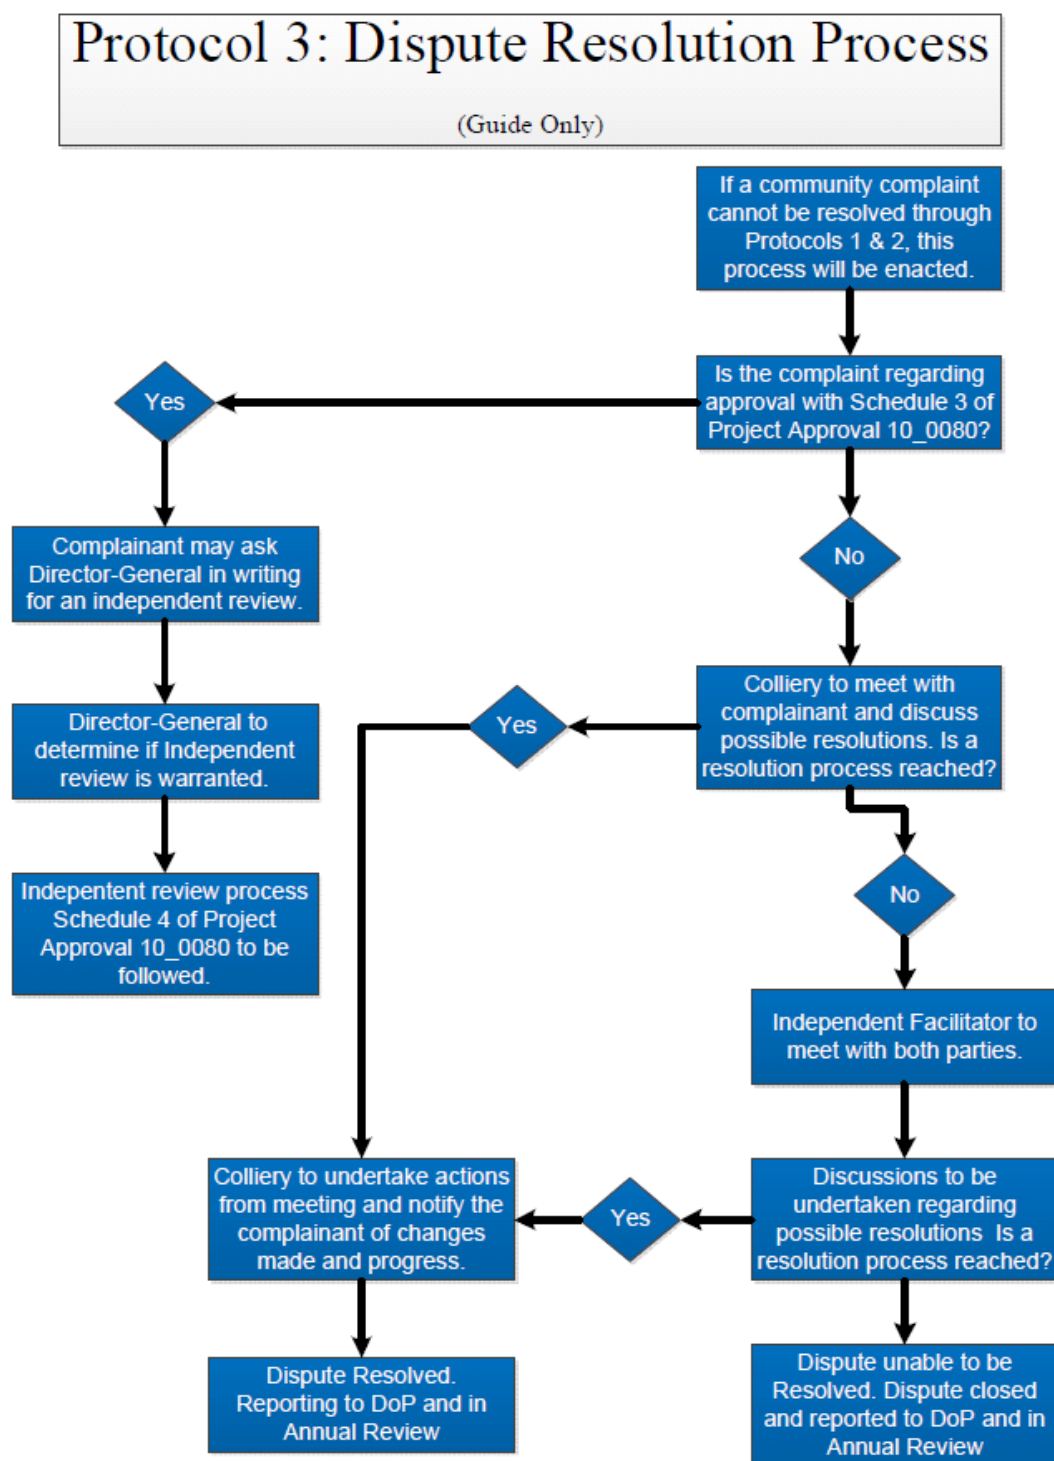 Protocol 3: Dispute Resolution Process
(Guide Only)
If a community complaint
cannot be resolved through
Protocols 1 & 2, this
process will be enacted.
Is the complaint regarding
approval with Schedule 3 of
Project Approval 10_0080?
Yes
No
Complainant may ask
Director-General in writing
for an independent review.
Director-General to
determine if Independent
review is warranted.
Indepentent review process
Schedule 4 of Project
Approval 10_0080 to be
followed.
Colliery to meet with
complainant and discuss
possible resolutions. Is a
resolution process reached?
Yes
No
Independent Facilitator to
meet with both parties.
Discussions to be
undertaken regarding
possible resolutions  Is a
resolution process reached?
Yes
Colliery to undertake actions
from meeting and notify the
complainant of changes
made and progress.
Dispute Resolved.
Reporting to DoP and in
Annual Review
Dispute unable to be
Resolved. Dispute closed
and reported to DoP and in
Annual Review